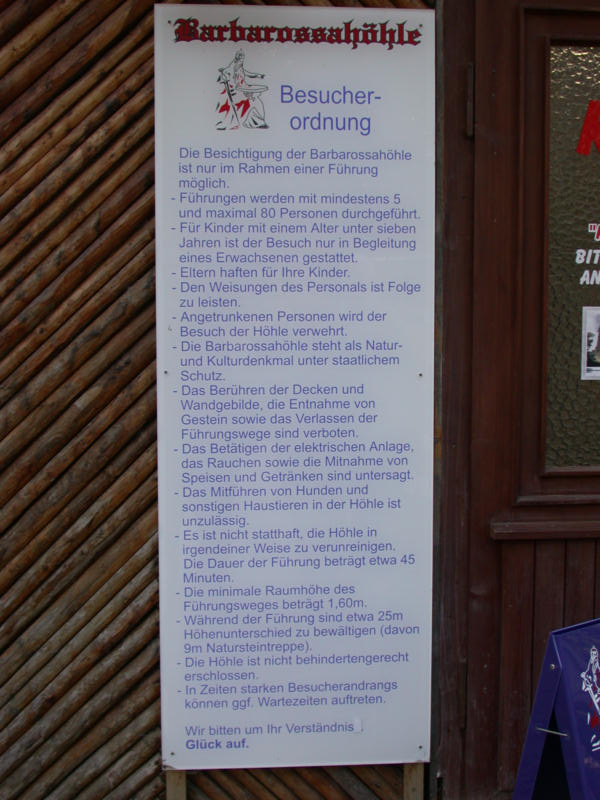 Barbarossahöhle
Besucher-
ordnung
Die Besichtigung der Barbarossahöhle
ist nur im Rahmen einer Führung
möglich.
- Führungen werden mit mindestens 5
und maximal 80 Personen durchgeführt.
- Für Kinder mit einem Alter unter sieben
Jahren ist der Besuch nur in Begleitung
eines Erwachsenen gestattet.
- Eltern haften für Ihre Kinder.
- Den Weisungen des Personals ist Folge
zu leisten.
- Angetrunkenen Personen wird der
Besuch der Höhle verwehrt.
- Die Barbarossahöhle steht als Natur-
und Kulturdenkmal unter staatlichem
Schutz.
- Das Berühren der Decken und
Wandgebilde, die Entnahme von
Gestein sowie das Verlassen der
Führungswege sind verboten.
- Das Betätigen der elektrischen Anlage,
das Rauchen sowie die Mitnahme von
Speisen und Getränken sind untersagt.
- Das Mitführen von Hunden und
sonstigen Haustieren in der Höhle ist
unzulässig.
- Es ist nicht statthaft, die Höhle in
irgendeiner Weise zu verunreinigen.
Die Dauer der Führung beträgt etwa 45
Minuten.
- Die minimale Raumhöhe des
Führungsweges beträgt 1,60m.
- Während der Führung sind etwa 25m
Höhenunterschied zu bewältigen (davon
9m Natursteintreppe).
- Die Höhle ist nicht behindertengerecht
erschlossen.
- In Zeiten starken Besucherandrangs
können ggf. Wartezeiten auftreten.
Wir bitten um Ihr Verständnis.
Glück auf.
BIT
AN